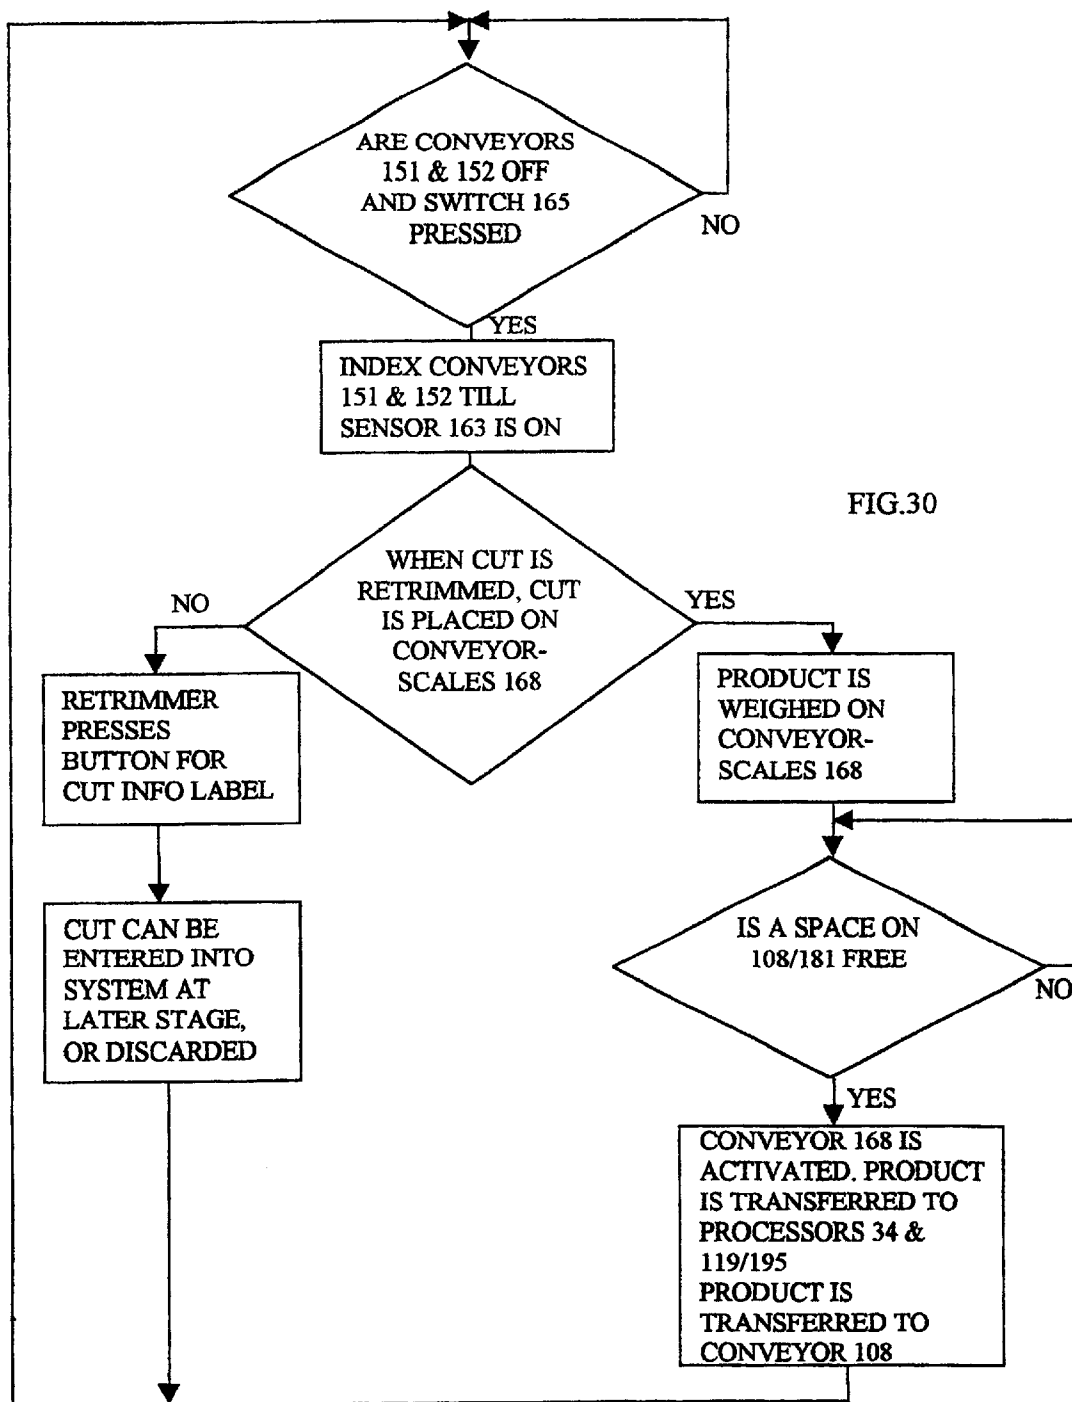 ARE CONVEYORS
151 & 152 OFF
AND SWITCH 165
PRESSED
NO
YES
INDEX CONVEYORS
151 & 152 TILL
SENSOR 163 IS ON
FIG.30
WHEN CUT IS
RETRIMMED, CUT
IS PLACED ON
CONVEYOR-
SCALES 168
NO
YES
RETRIMMER
PRESSES
BUTTON FOR
CUT INFO LABEL
PRODUCT IS
WEIGHED ON
CONVEYOR-
SCALES 168
CUT CAN BE
ENTERED INTO
SYSTEM AT
LATER STAGE,
OR DISCARDED
IS A SPACE ON
108/181 FREE
NO
YES
CONVEYOR 168 IS
ACTIVATED. PRODUCT
IS TRANSFERRED TO
PROCESSORS 34 &
119/195
PRODUCT IS
TRANSFERRED TO
CONVEYOR 108